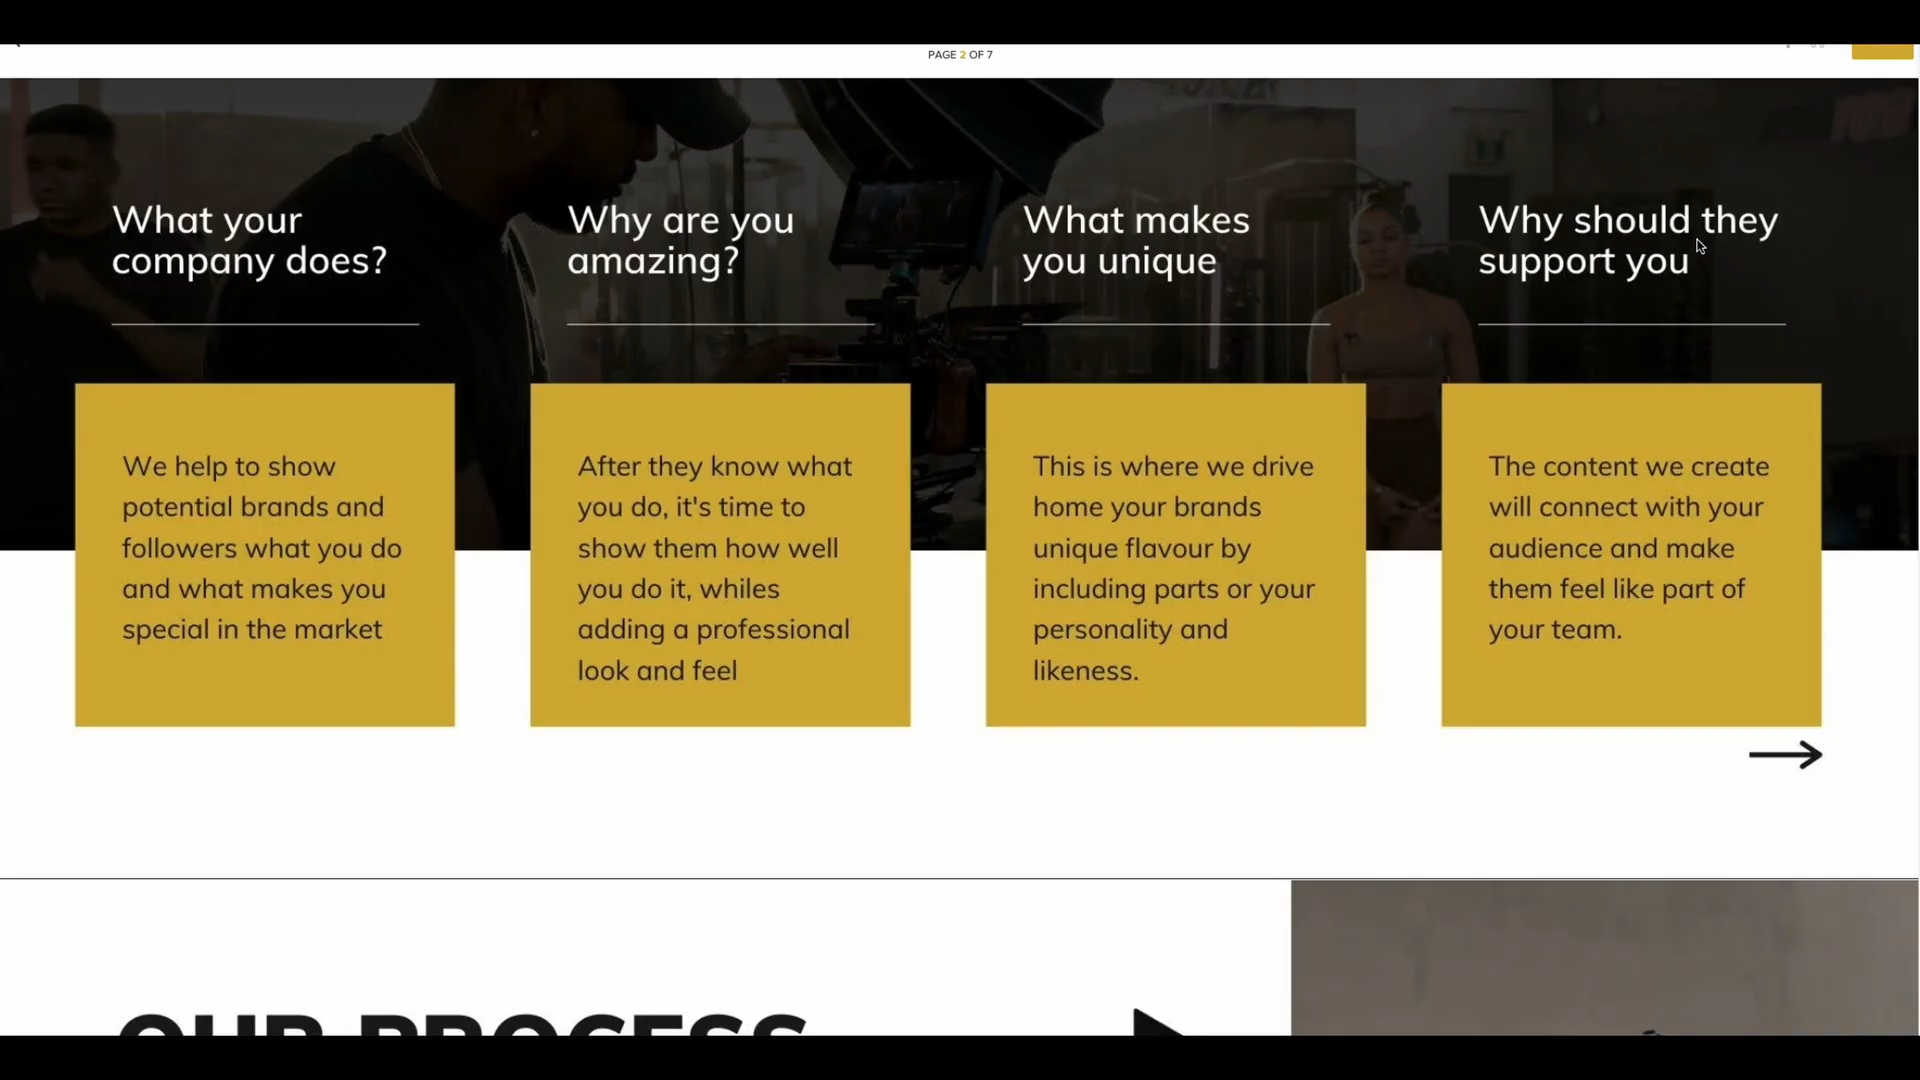 PAGE 2 OF 7
What your
company does?
Why are you
amazing?
What makes
you unique
Why should they
support you
We help to show
potential brands and
followers what you do
and what makes you
special in the market
After they know what
you do, it's time to
show them how well
you do it, whiles
adding a professional
look and feel
This is where we drive
home your brands
unique flavour by
including parts or your
personality and
likeness.
The content we create
will connect with your
audience and make
them feel like part of
your team.
OUR PROCESS